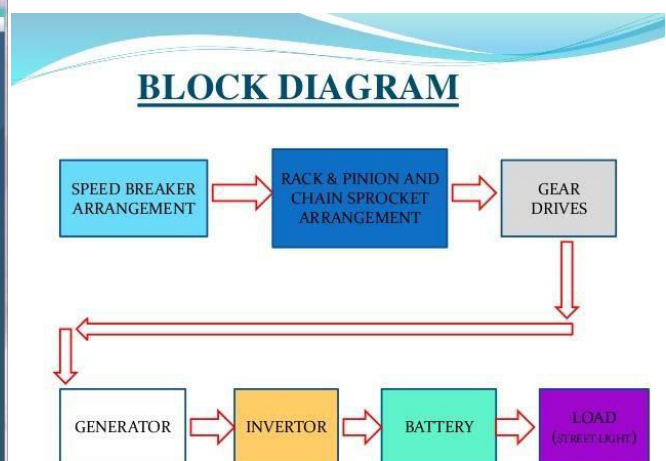 BLOCK DIAGRAM
SPEED BREAKER
ARRANGEMENT
RACK & PINION AND
CHAIN SPROCKET
ARRANGEMENT
GEAR
DRIVES
GENERATOR
INVERTOR
BATTERY
LOAD
(STREET LIGHT)